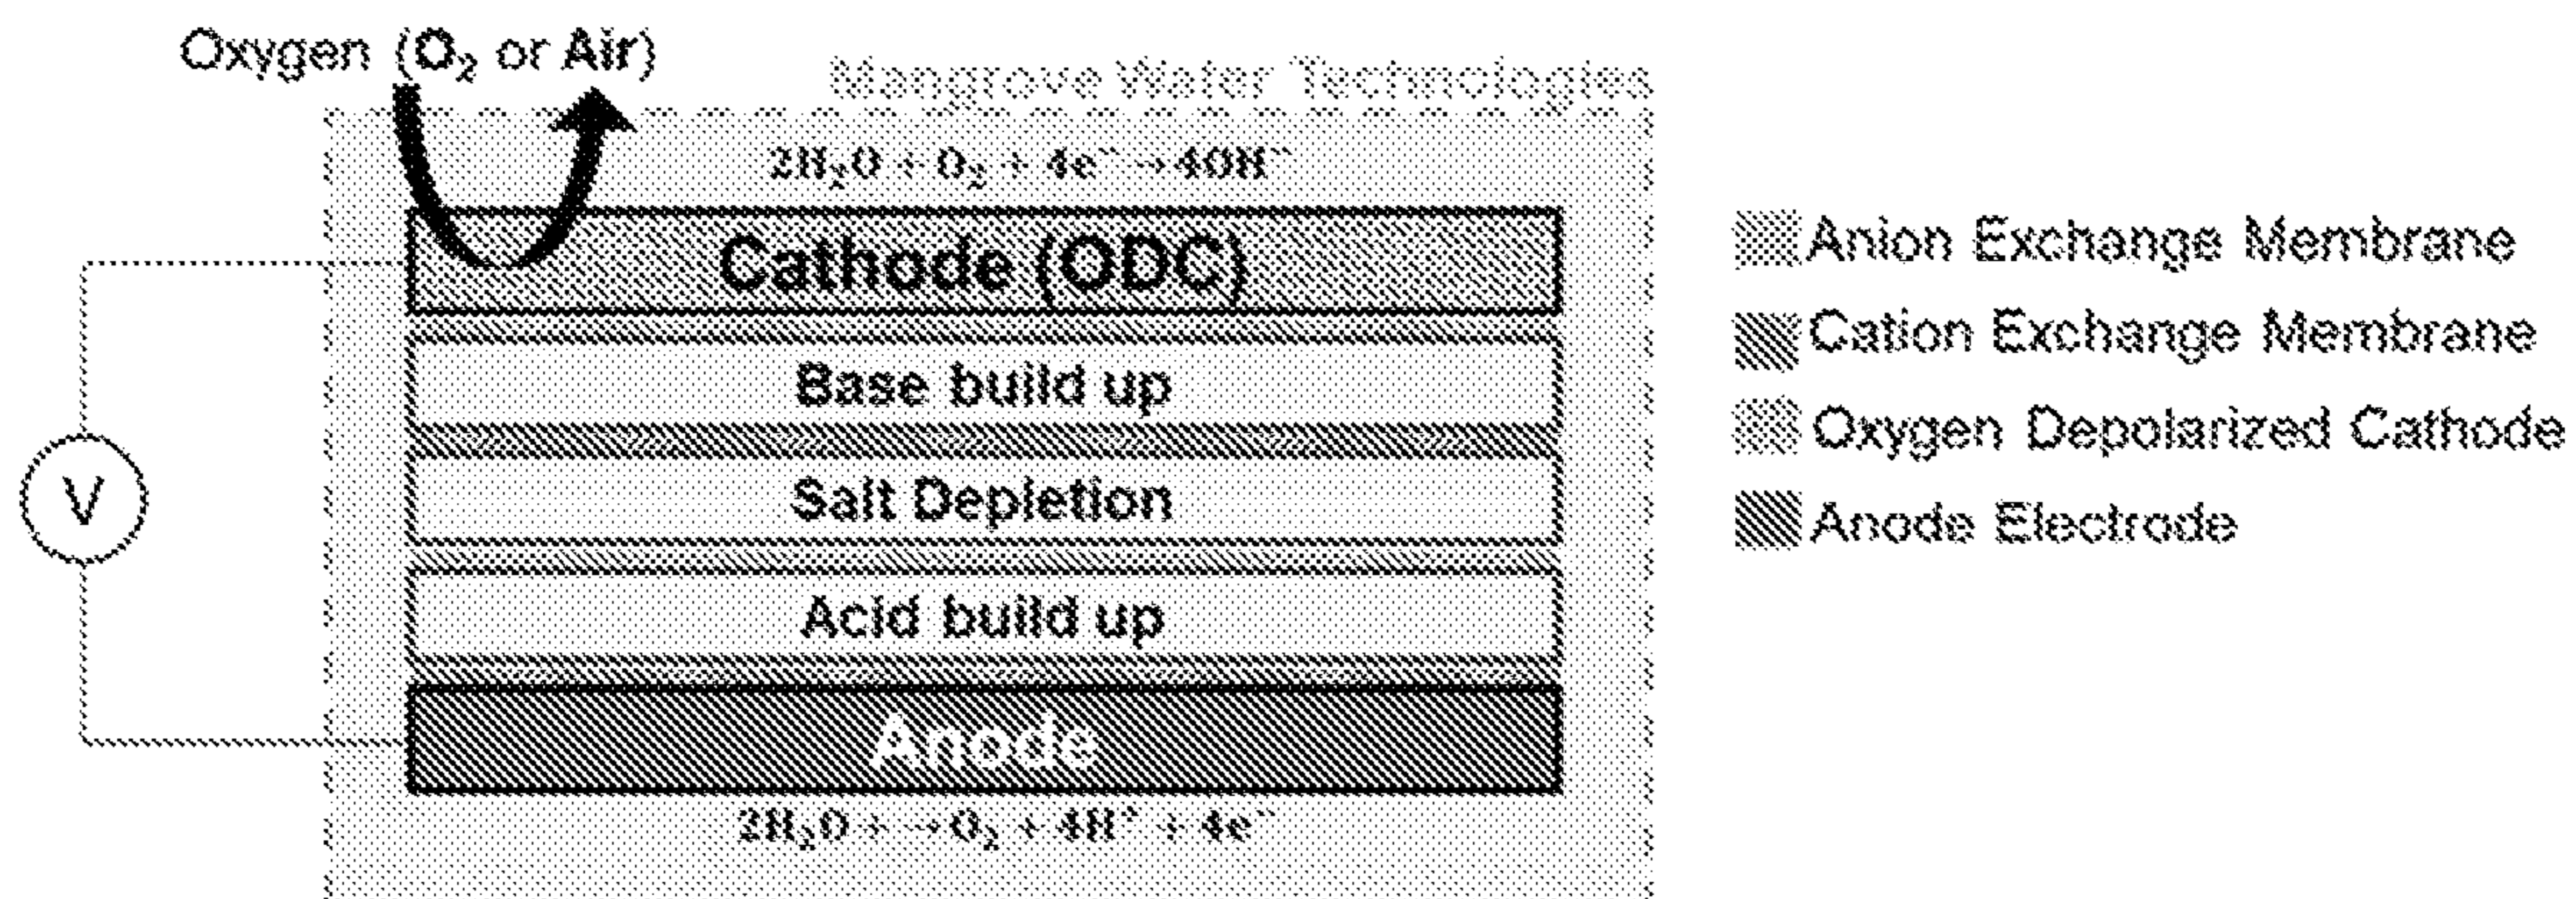 Oxygen (O₂ or Air)
Mangrove Water Technologies
2H₂O + O₂ + 4e⁻ → 4OH⁻
Cathode (ODC)
Base build up
Salt Depletion
Acid build up
Anode
2H₂O + → O₂ + 4H⁺ + 4e⁻
V
Anion Exchange Membrane
Cation Exchange Membrane
Oxygen Depolarized Cathode
Anode Electrode